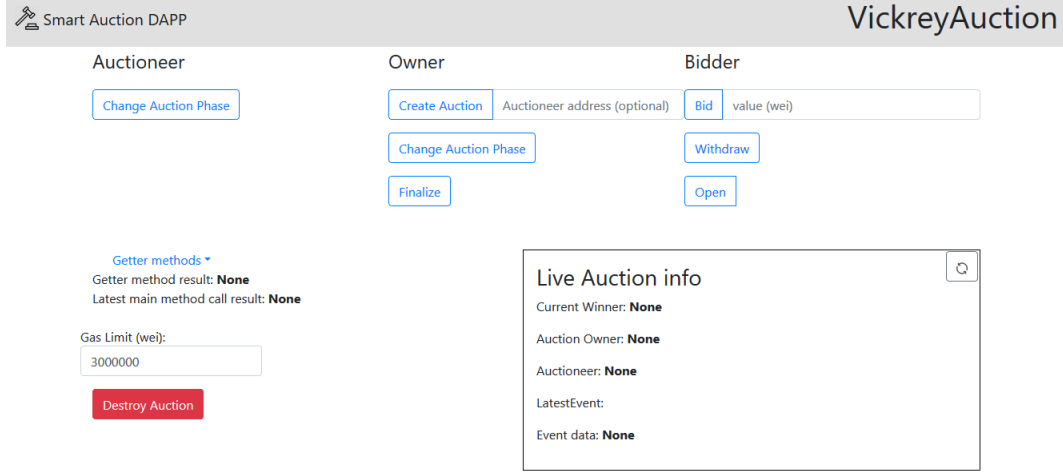 Smart Auction DAPP
VickreyAuction
Auctioneer
Owner
Bidder
Change Auction Phase
Create Auction
Auctioneer address (optional)
Bid
value (wei)
Change Auction Phase
Withdraw
Finalize
Open
Getter methods
Getter method result: None
Latest main method call result: None
Gas Limit (wei):
3000000
Destroy Auction
Live Auction info
Current Winner: None
Auction Owner: None
Auctioneer: None
LatestEvent:
Event data: None